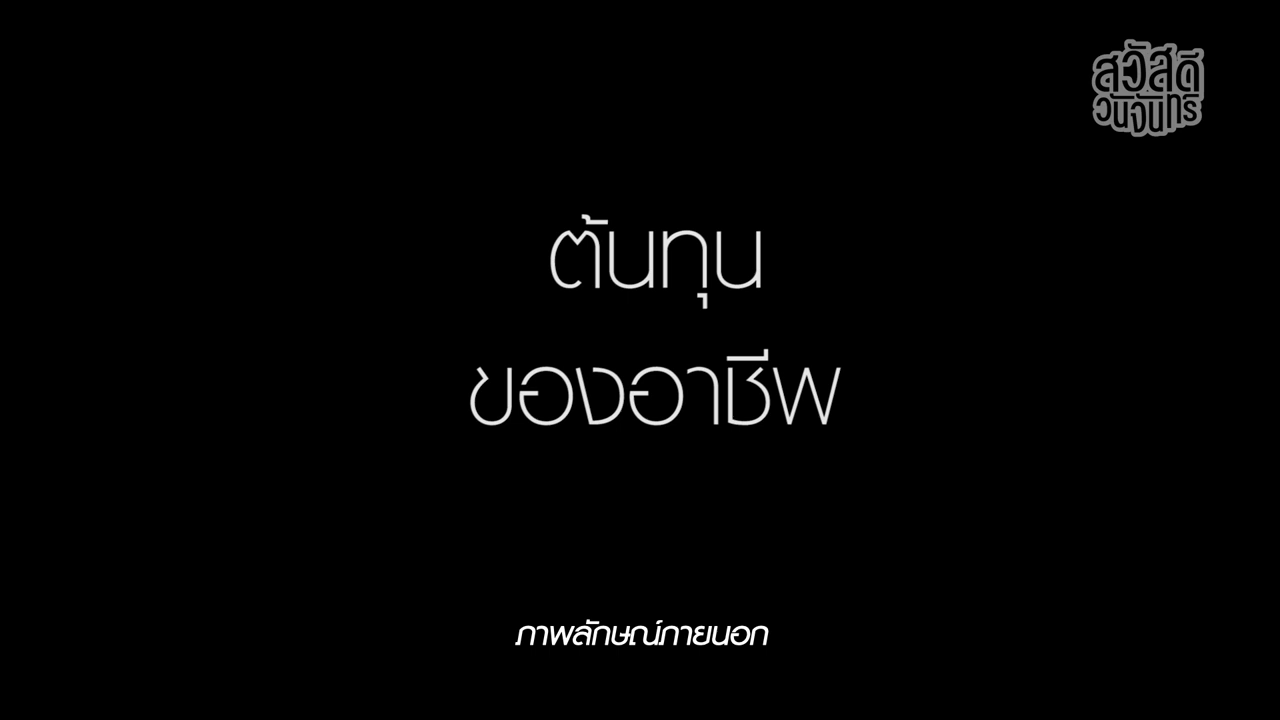 สวัสดี
วันจันทร์
ต้นทุน
ของอาชีพ
ภาพลักษณ์ภายนอก